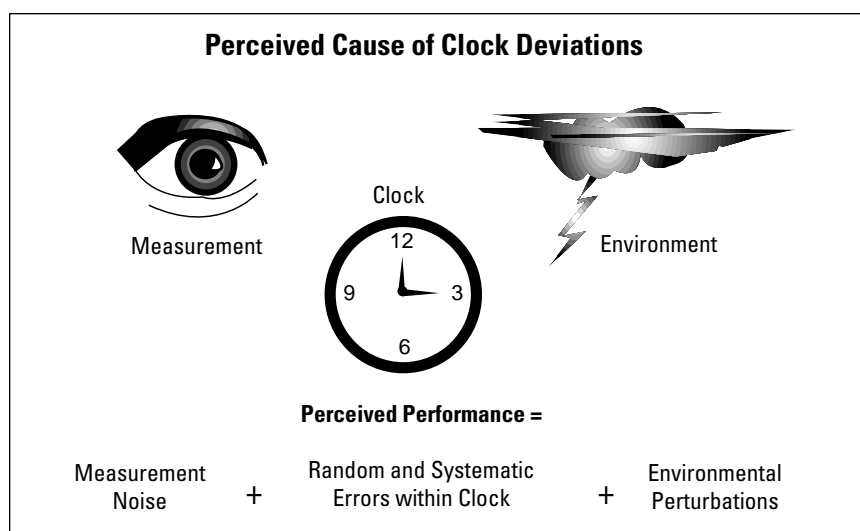 Perceived Cause of Clock Deviations
Clock
Measurement
Environment
12
9
3
6
Perceived Performance =
Measurement Noise
+
Random and Systematic
Errors within Clock
+
Environmental
Perturbations